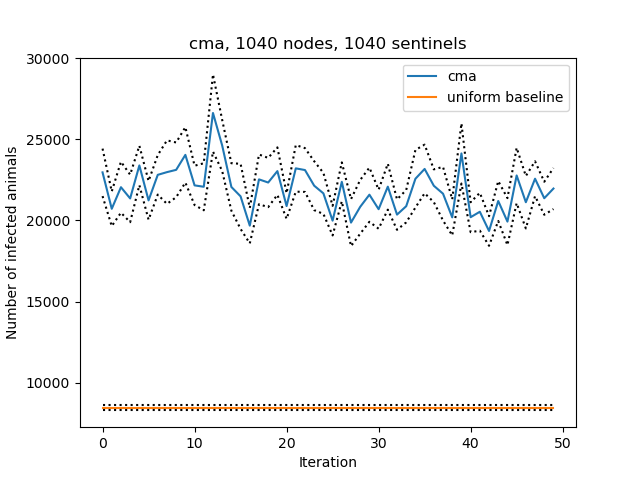 cma, 1040 nodes, 1040 sentinels
30000
25000
20000
15000
10000
Number of infected animals
cma
uniform baseline
0
10
20
30
40
50
Iteration